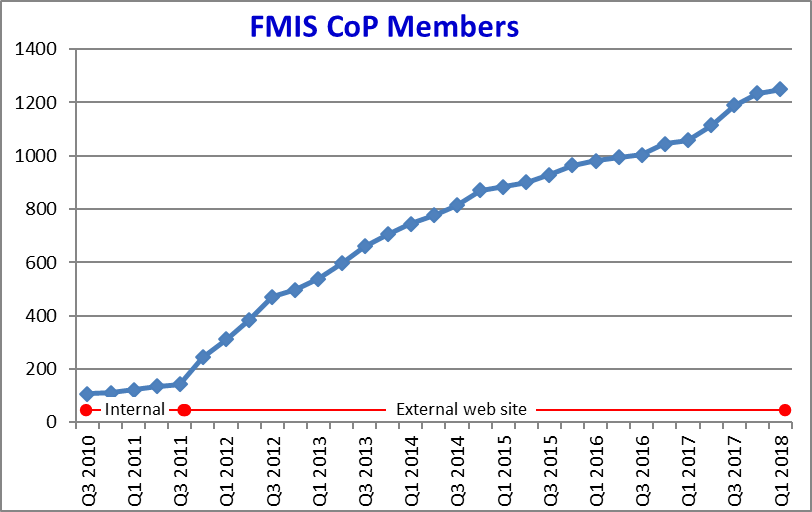 FMIS CoP Members
1400
1200
1000
800
600
400
200
0
Internal
External web site
Q3 2010
Q1 2011
Q3 2011
Q1 2012
Q3 2012
Q1 2013
Q3 2013
Q1 2014
Q3 2014
Q1 2015
Q3 2015
Q1 2016
Q3 2016
Q1 2017
Q3 2017
Q1 2018